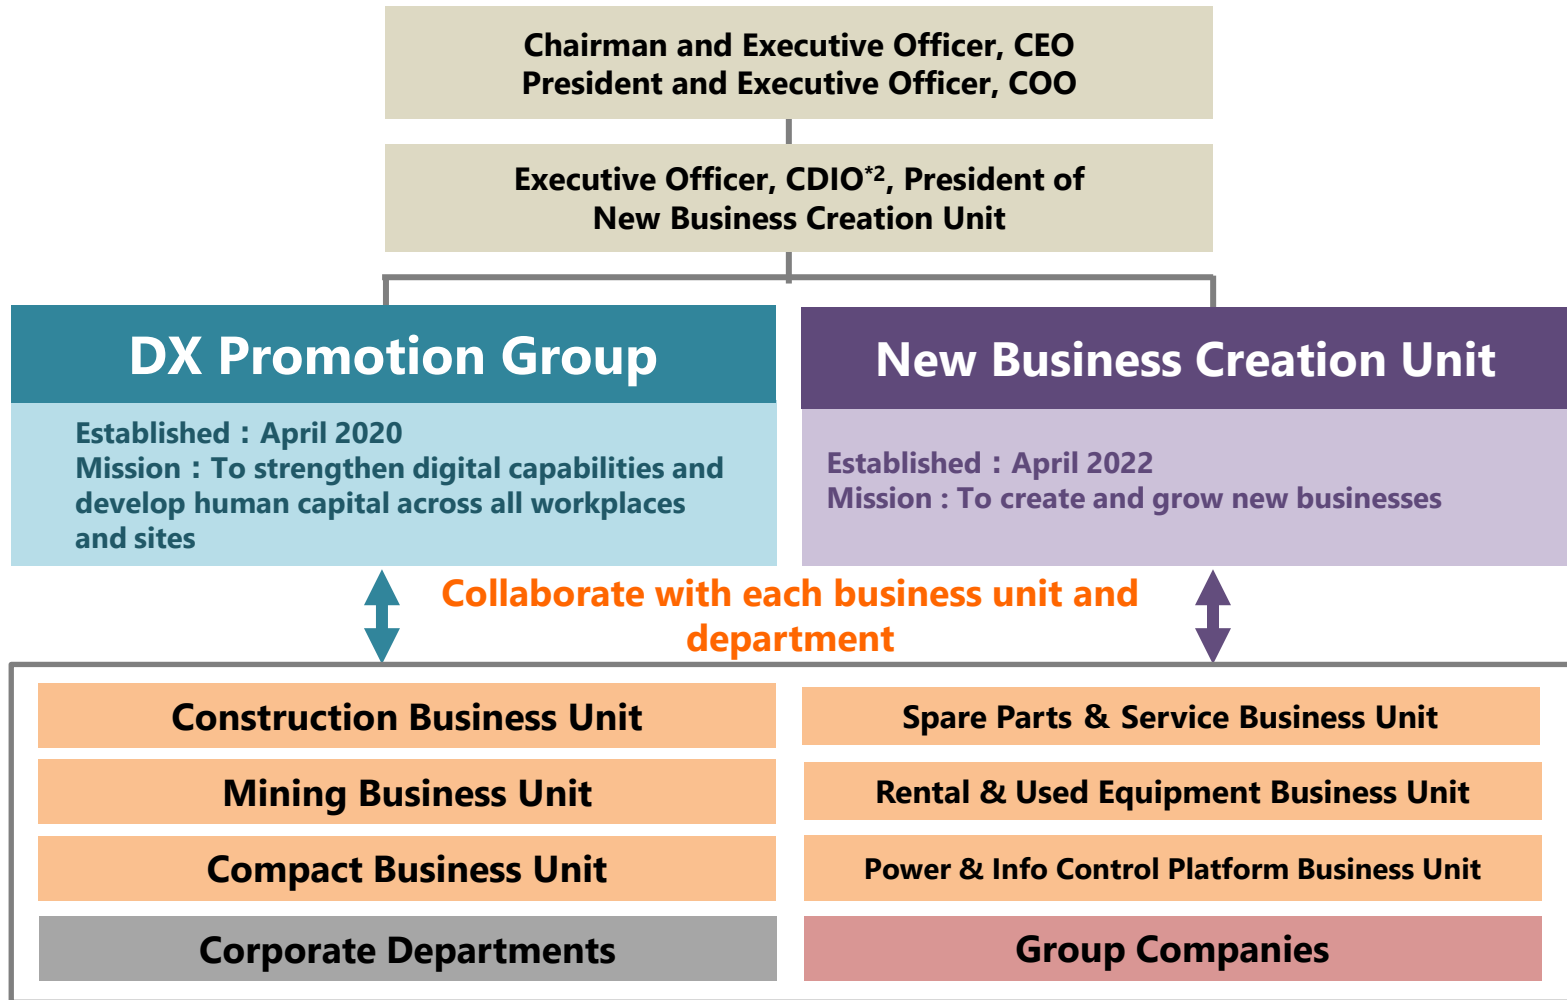 Chairman and Executive Officer, CEO
President and Executive Officer, COO
Executive Officer, CDIO*2, President of
New Business Creation Unit
DX Promotion Group
Established：April 2020
Mission：To strengthen digital capabilities and
develop human capital across all workplaces
and sites
New Business Creation Unit
Established：April 2022
Mission : To create and grow new businesses
Collaborate with each business unit and
department
Construction Business Unit
Spare Parts & Service Business Unit
Mining Business Unit
Rental & Used Equipment Business Unit
Compact Business Unit
Power & Info Control Platform Business Unit
Corporate Departments
Group Companies